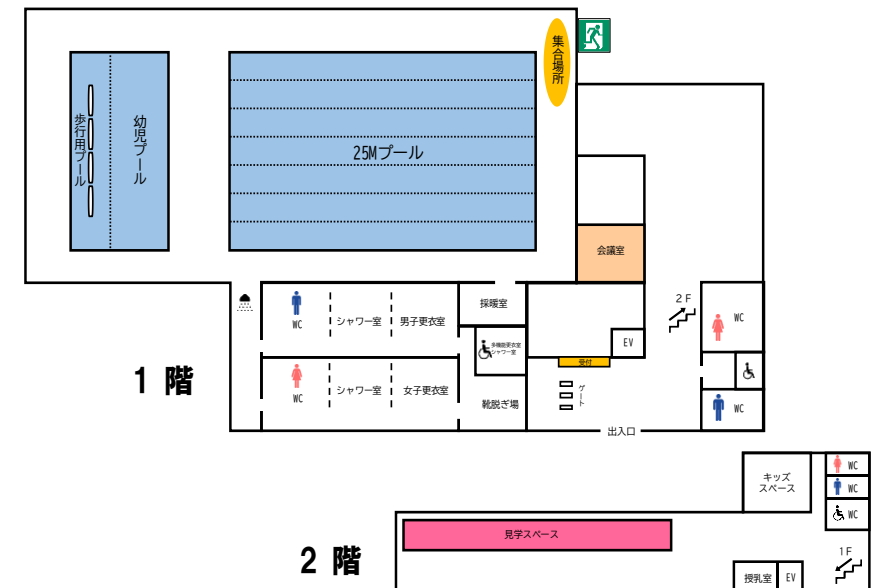 集合場所
歩行用プール
幼児プール
25Mプール
会議室
WC
シャワー室
男子更衣室
採暖室
2F
WC
EV
多機能更衣室
シャワー室
受付
1階
WC
シャワー室
女子更衣室
靴脱ぎ場
ゲート
WC
出入口
キッズ
スペース
WC
WC
WC
見学スペース
2階
1F
授乳室
EV